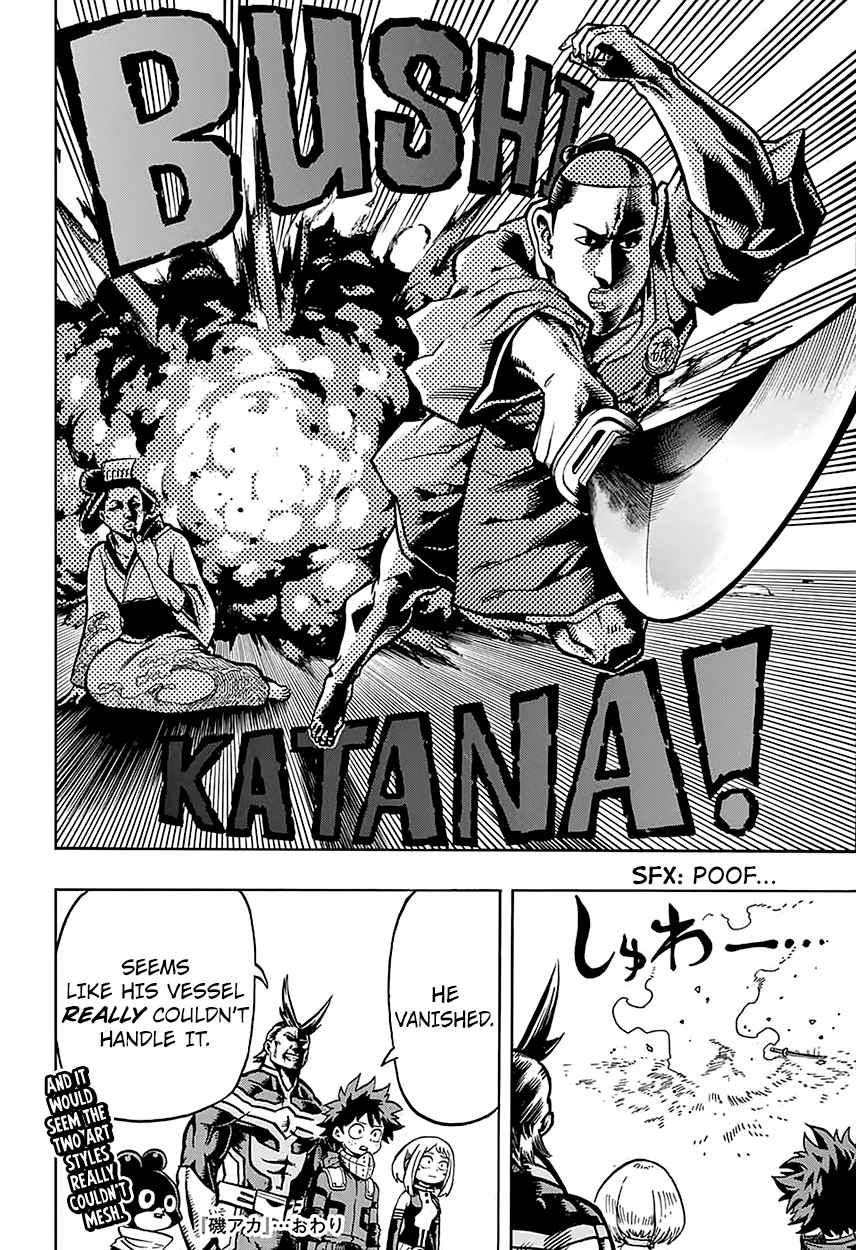 BUSHI
KATANA!
SFX: POOF...
しゅわー…
HE
VANISHED.
SEEMS
LIKE HIS VESSEL
REALLY COULDN'T
HANDLE IT.
AND IT
WOULD
SEEM THE
TWO ART
STYLES
REALLY
COULDN'T
MESH!
『磯アカ』…おわり